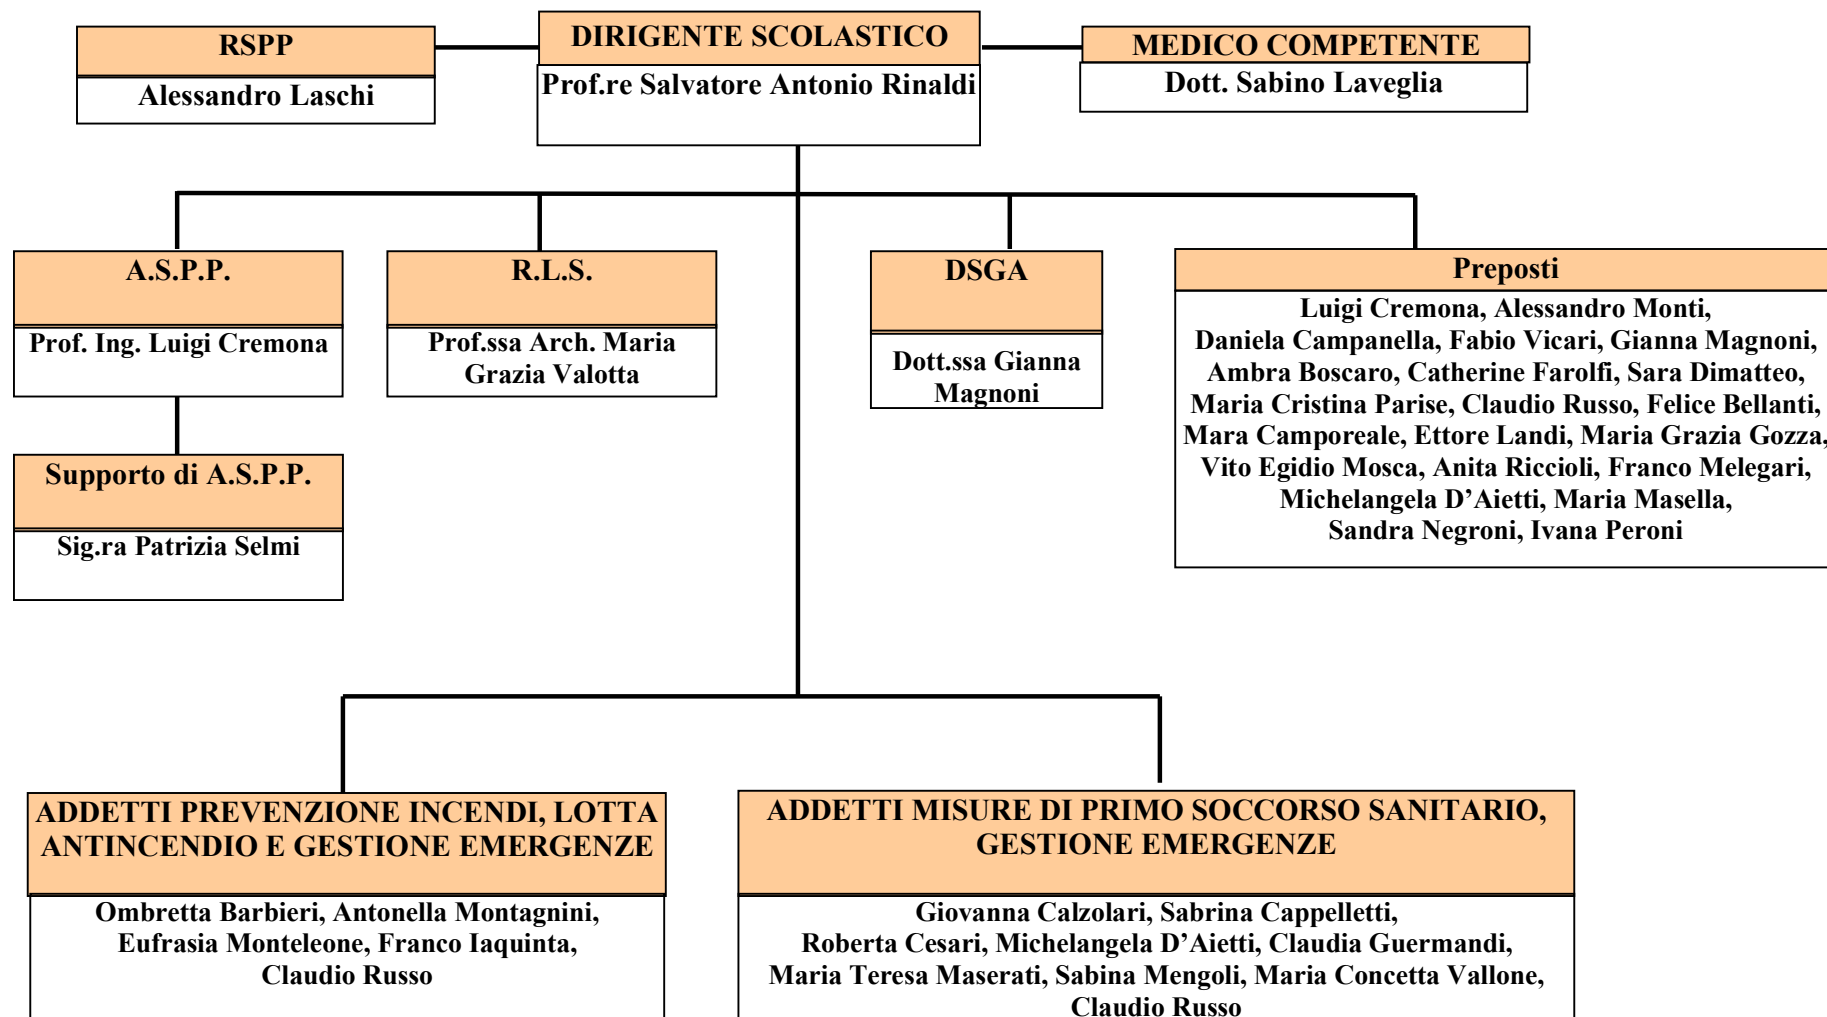 RSPP
Alessandro Laschi
DIRIGENTE SCOLASTICO
Prof.re Salvatore Antonio Rinaldi
MEDICO COMPETENTE
Dott. Sabino Laveglia
A.S.P.P.
Prof. Ing. Luigi Cremona
R.L.S.
Prof.ssa Arch. Maria
Grazia Valotta
DSGA
Dott.ssa Gianna
Magnoni
Preposti
Luigi Cremona, Alessandro Monti,
Daniela Campanella, Fabio Vicari, Gianna Magnoni,
Ambra Boscaro, Catherine Farolfi, Sara Dimatteo,
Maria Cristina Parise, Claudio Russo, Felice Bellanti,
Mara Camporeale, Ettore Landi, Maria Grazia Gozza,
Vito Egidio Mosca, Anita Riccioli, Franco Melegari,
Michelangela D’Aietti, Maria Masella,
Sandra Negroni, Ivana Peroni
Supporto di A.S.P.P.
Sig.ra Patrizia Selmi
ADDETTI PREVENZIONE INCENDI, LOTTA
ANTINCENDIO E GESTIONE EMERGENZE
Ombretta Barbieri, Antonella Montagnini,
Eufrasia Monteleone, Franco Iaquinta,
Claudio Russo
ADDETTI MISURE DI PRIMO SOCCORSO SANITARIO,
GESTIONE EMERGENZE
Giovanna Calzolari, Sabrina Cappelletti,
Roberta Cesari, Michelangela D’Aietti, Claudia Guermandi,
Maria Teresa Maserati, Sabina Mengoli, Maria Concetta Vallone,
Claudio Russo